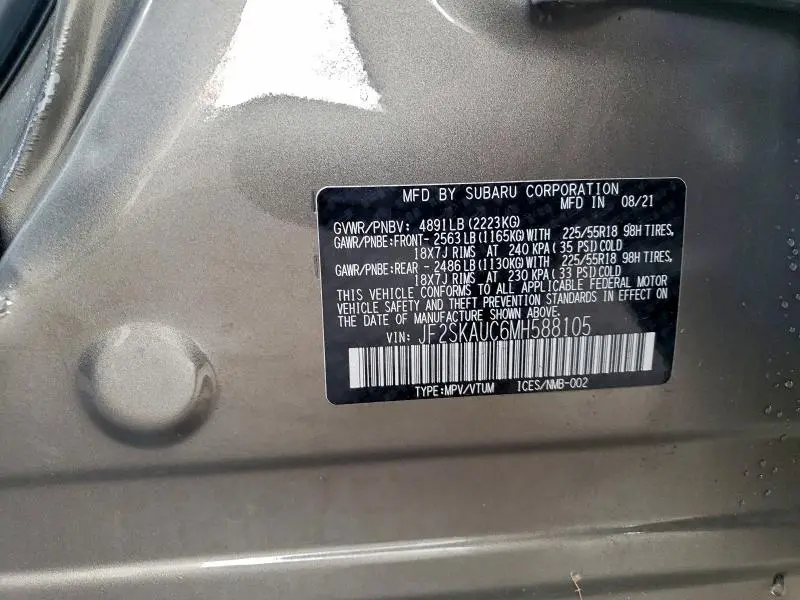 MFD BY SUBARU CORPORATION
MFD IN 08/21
GVWR/PNBV: 4891LB(2223KG)
GAWR/PNBE:FRONT- 2563LB(1165KG)WITH 225/55R18 98H TIRES,
18X7J RIMS AT 240 KPA(35 PSI)COLD
GAWR/PNBE:REAR - 2486LB(1130KG)WITH 225/55R18 98H TIRES,
18X7J RIMS AT 230 KPA(33 PSI)COLD
THIS VEHICLE CONFORMS TO ALL APPLICABLE FEDERAL MOTOR
VEHICLE SAFETY AND THEFT PREVENTION STANDARDS IN EFFECT ON
THE DATE OF MANUFACTURE SHOWN ABOVE.
VIN: JF2SKAUC6MH588105
TYPE:MPV/VTUM ICES/NMB-002